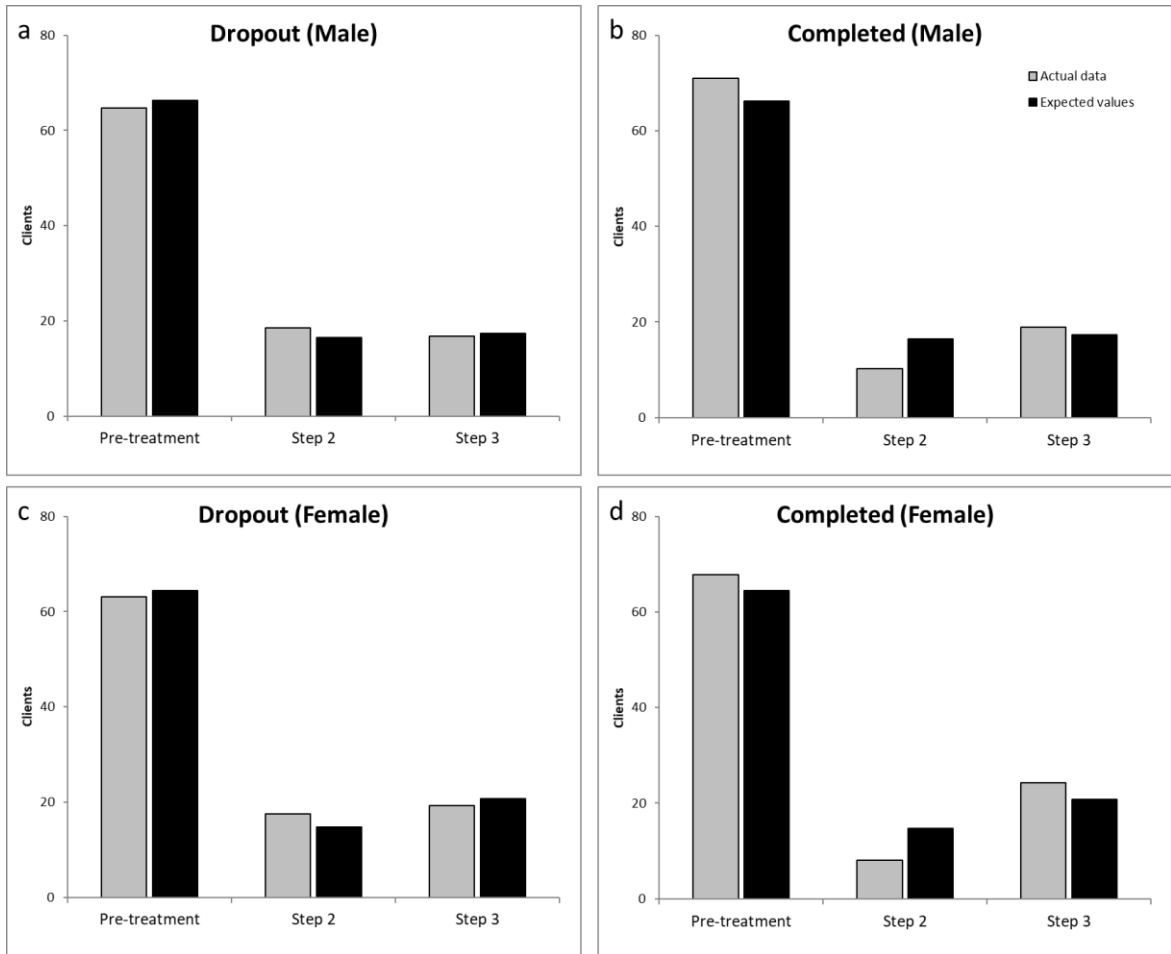 a
Dropout (Male)
80
60
40
20
0
Clients
Pre-treatment Step 2 Step 3
b
Completed (Male)
80
60
40
20
0
Clients
Actual data
Expected values
Pre-treatment Step 2 Step 3
c
Dropout (Female)
80
60
40
20
0
Clients
Pre-treatment Step 2 Step 3
d
Completed (Female)
80
60
40
20
0
Clients
Pre-treatment Step 2 Step 3